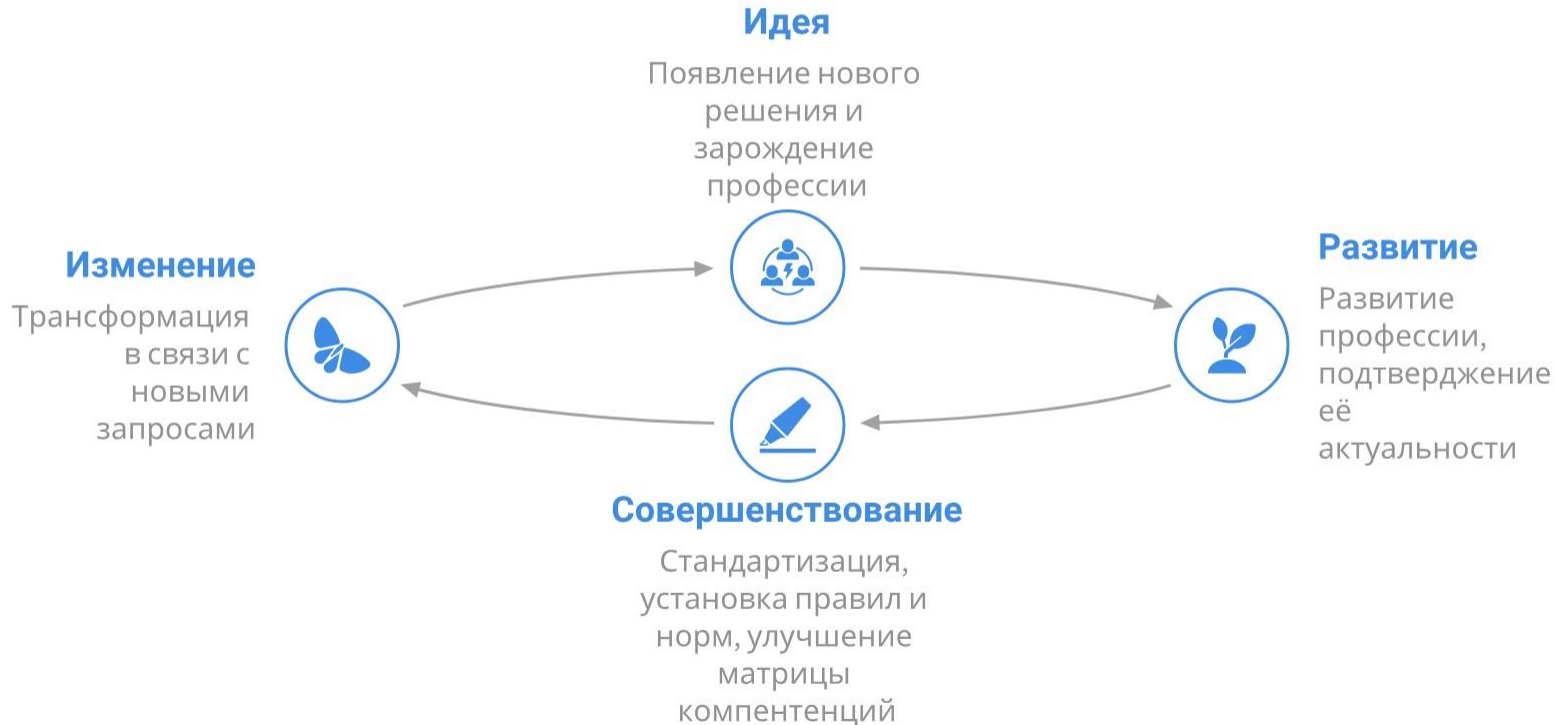 Идея
Появление нового
решения и
зарождение
профессии
Изменение
Трансформация
в связи с
новыми
запросами
Развитие
Развитие
профессии,
подтверджение
её
актуальности
Совершенствование
Стандартизация,
установка правил и
норм, улучшение
матрицы
компентенций